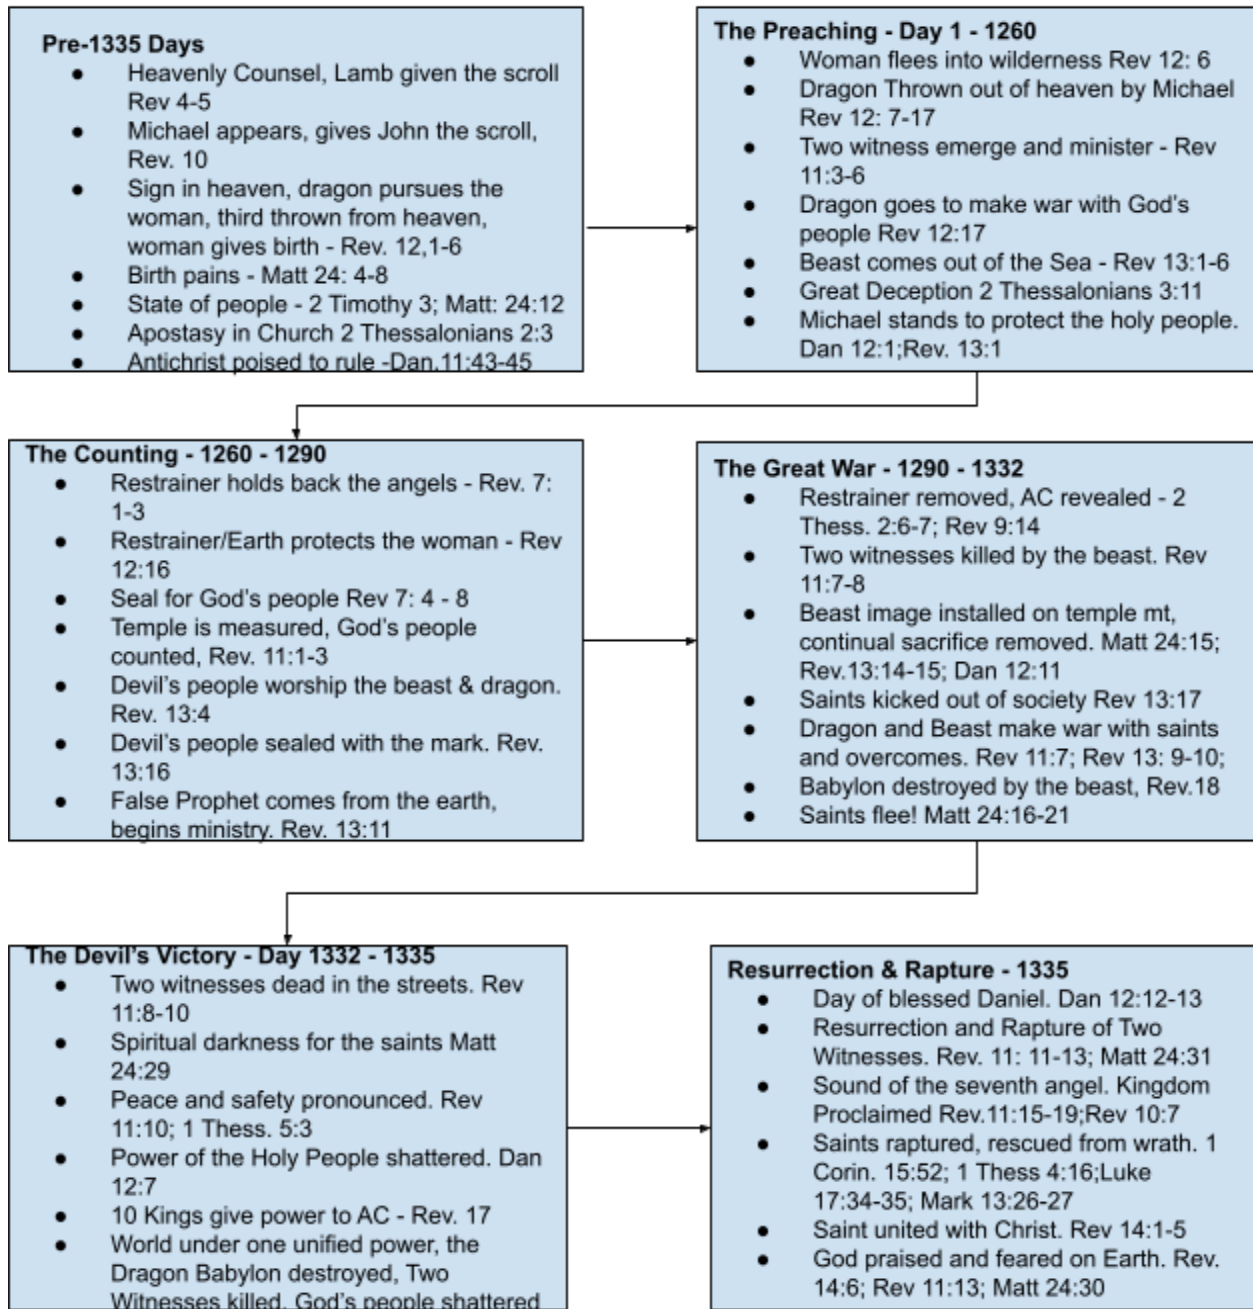 Pre-1335 Days
● Heavenly Counsel, Lamb given the scroll
Rev 4-5
● Michael appears, gives John the scroll,
Rev. 10
● Sign in heaven, dragon pursues the
woman, third thrown from heaven,
woman gives birth - Rev. 12,1-6
● Birth pains - Matt 24: 4-8
● State of people - 2 Timothy 3; Matt: 24:12
● Apostasy in Church 2 Thessalonians 2:3
● Antichrist poised to rule -Dan.11:43-45
The Preaching - Day 1 - 1260
● Woman flees into wilderness Rev 12: 6
● Dragon Thrown out of heaven by Michael
Rev 12: 7-17
● Two witness emerge and minister - Rev
11:3-6
● Dragon goes to make war with God's
people Rev 12:17
● Beast comes out of the Sea - Rev 13:1-6
● Great Deception 2 Thessalonians 3:11
● Michael stands to protect the holy people.
Dan 12:1;Rev. 13:1
The Counting - 1260 - 1290
● Restrainer holds back the angels - Rev. 7:
1-3
● Restrainer/Earth protects the woman - Rev
12:16
● Seal for God's people Rev 7: 4 - 8
● Temple is measured, God's people
counted, Rev. 11:1-3
● Devil's people worship the beast & dragon.
Rev. 13:4
● Devil's people sealed with the mark. Rev.
13:16
● False Prophet comes from the earth,
begins ministry. Rev. 13:11
The Great War - 1290 - 1332
● Restrainer removed, AC revealed - 2
Thess. 2:6-7; Rev 9:14
● Two witnesses killed by the beast. Rev
11:7-8
● Beast image installed on temple mt,
continual sacrifice removed. Matt 24:15;
Rev.13:14-15; Dan 12:11
● Saints kicked out of society Rev 13:17
● Dragon and Beast make war with saints
and overcomes. Rev 11:7; Rev 13: 9-10;
● Babylon destroyed by the beast, Rev.18
● Saints flee! Matt 24:16-21
The Devil's Victory - Day 1332 - 1335
● Two witnesses dead in the streets. Rev
11:8-10
● Spiritual darkness for the saints Matt
24:29
● Peace and safety pronounced. Rev
11:10; 1 Thess. 5:3
● Power of the Holy People shattered. Dan
12:7
● 10 Kings give power to AC - Rev. 17
● World under one unified power, the
Dragon Babylon destroyed, Two
Witnesses killed, God's people shattered
Resurrection & Rapture - 1335
● Day of blessed Daniel. Dan 12:12-13
● Resurrection and Rapture of Two
Witnesses. Rev. 11: 11-13; Matt 24:31
● Sound of the seventh angel. Kingdom
Proclaimed Rev.11:15-19;Rev 10:7
● Saints raptured, rescued from wrath. 1
Corin. 15:52; 1 Thess 4:16;Luke
17:34-35; Mark 13:26-27
● Saint united with Christ. Rev 14:1-5
● God praised and feared on Earth. Rev.
14:6; Rev 11:13; Matt 24:30